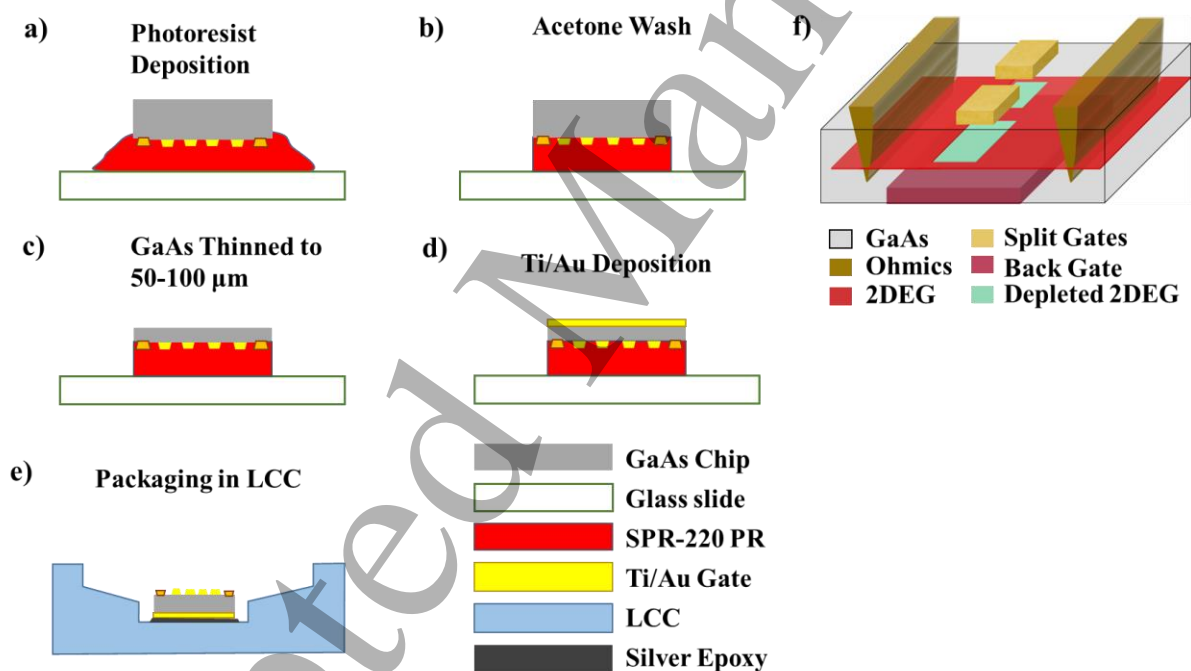 a)
Photoresist
Deposition
b)
Acetone Wash
c)
GaAs Thinned to
50-100 μm
d)
Ti/Au Deposition
e)
Packaging in LCC
GaAs Chip
Glass slide
SPR-220 PR
Ti/Au Gate
LCC
Silver Epoxy
f)
GaAs
Split Gates
Ohmics
Back Gate
2DEG
Depleted 2DEG